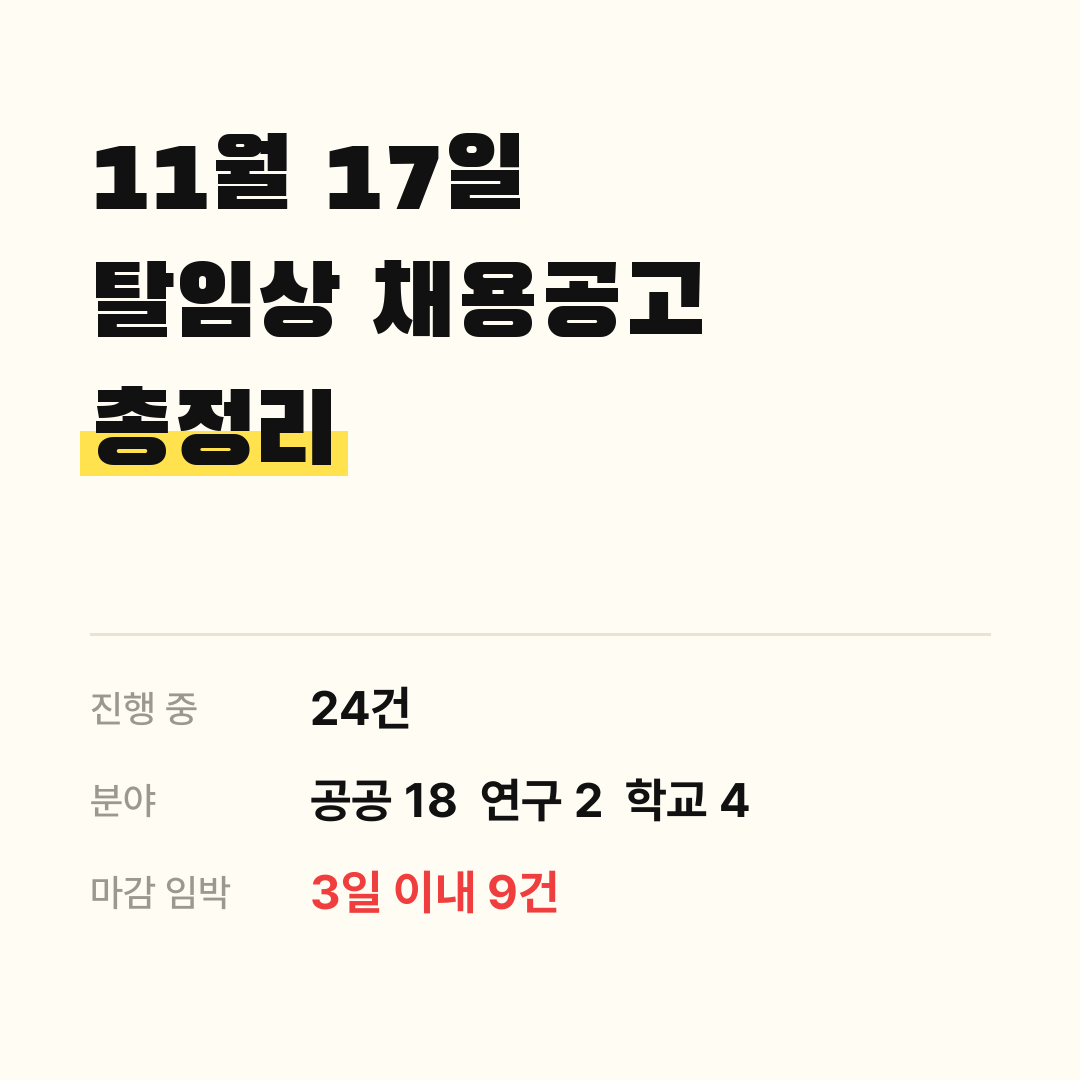 11월 17일
탈임상 채용공고
총정리
진행 중 24건
분야 공공 18 연구 2 학교 4
마감 임박 3일 이내 9건